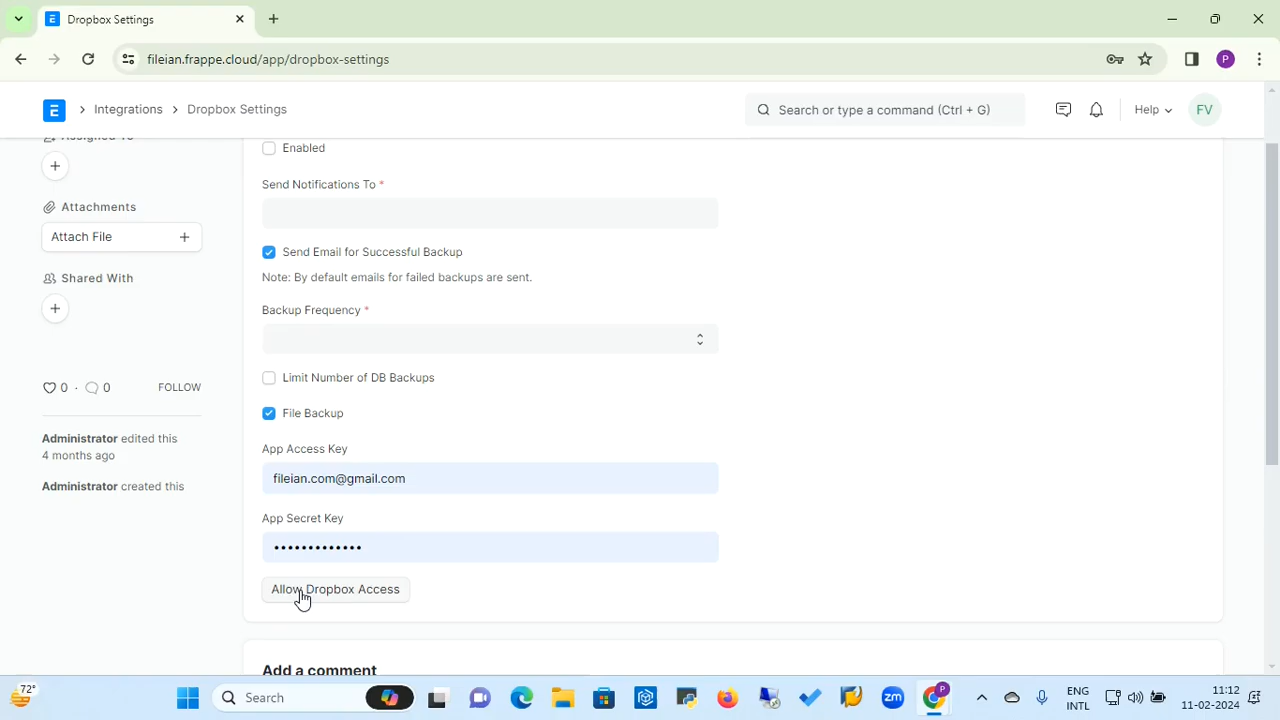 Dropbox Settings
fileian.frappe.cloud/app/dropbox-settings
P
E
Integrations
Dropbox Settings
Search or type a command (Ctrl + G)
Help
FV
Assigned To
Enabled
Send Notifications To *
Attachments
Attach File
Send Email for Successful Backup
Note: By default emails for failed backups are sent.
Shared With
Backup Frequency *
Limit Number of DB Backups
0 · 0
FOLLOW
File Backup
Administrator edited this
4 months ago
App Access Key
fileian.com@gmail.com
Administrator created this
App Secret Key
•••••••••••••
Allow Dropbox Access
Add a comment
72°
Search
zm
P
ENG
INTL
11:12
11-02-2024